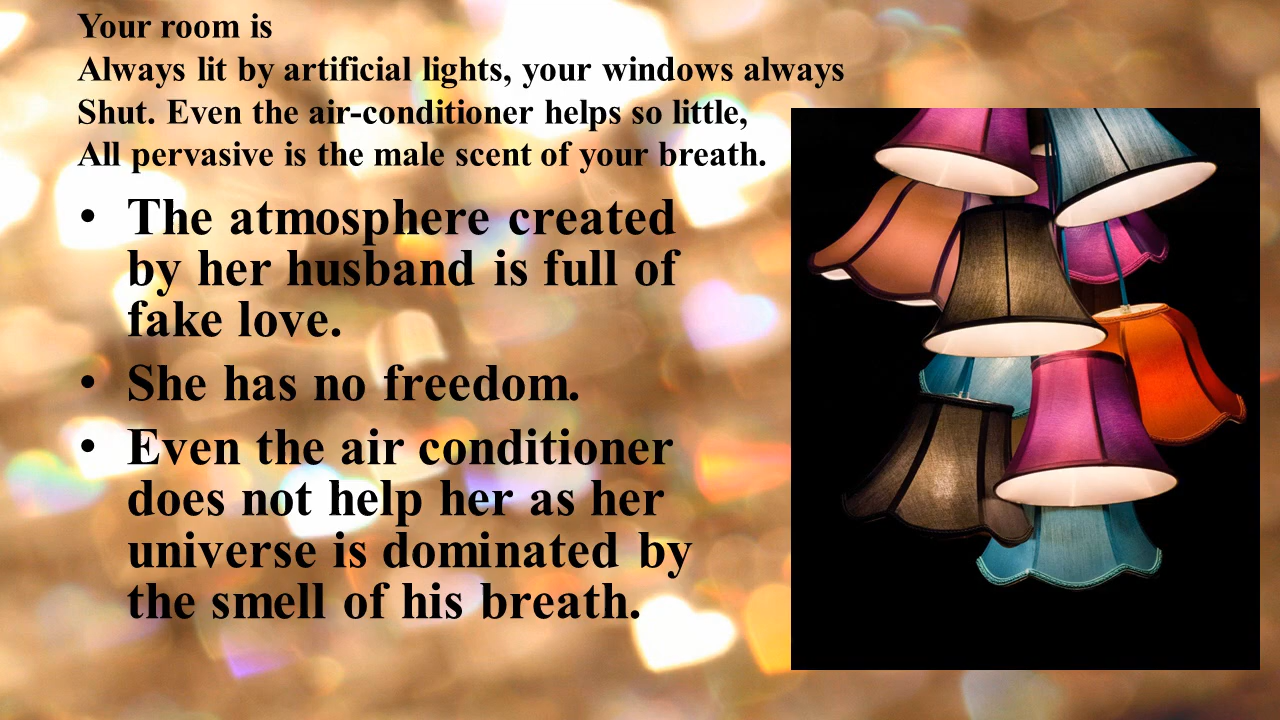 Your room is
Always lit by artificial lights, your windows always
Shut. Even the air-conditioner helps so little,
All pervasive is the male scent of your breath.
• The atmosphere created
by her husband is full of
fake love.
• She has no freedom.
• Even the air conditioner
does not help her as her
universe is dominated by
the smell of his breath.